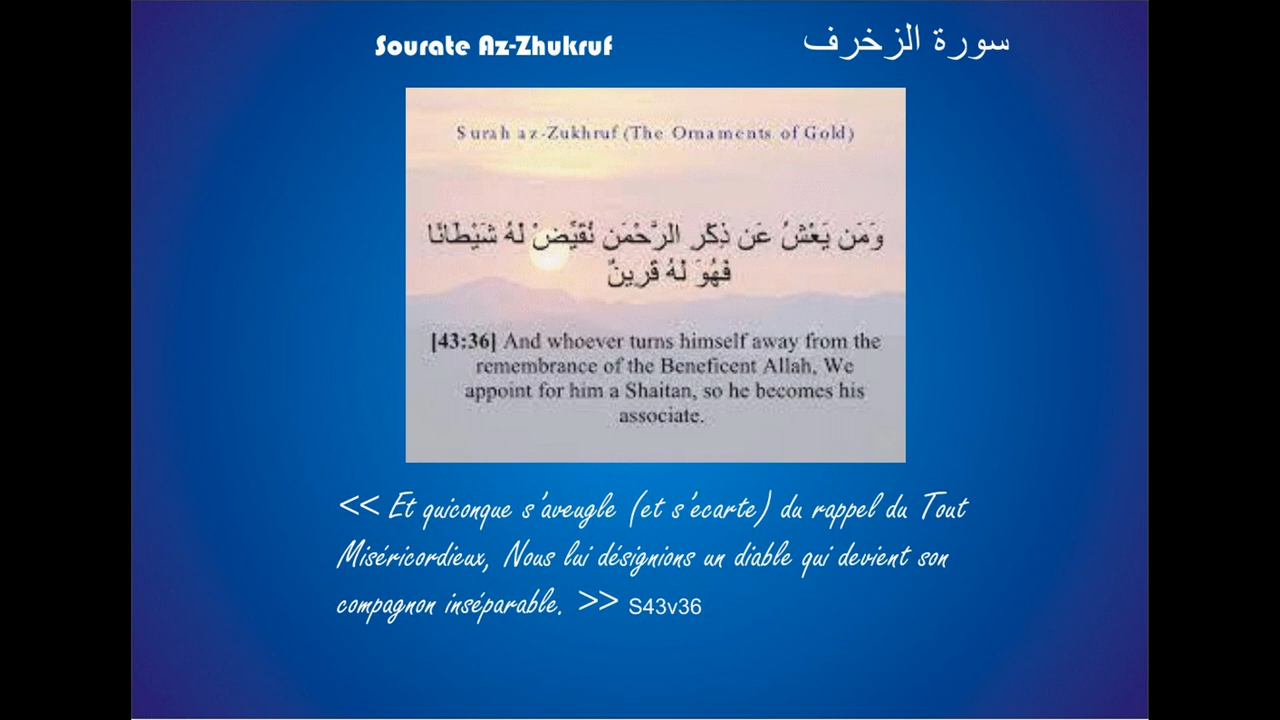 Sourate Az-Zhukruf
سورة الزخرف
Surah az-Zukhruf (The Ornaments of Gold)
وَمَن يَعْشُ عَن ذِكْرِ الرَّحْمَنِ نُقَيِّضْ لَهُ شَيْطَانًا
فَهُوَ لَهُ قَرِينٌ
[43:36] And whoever turns himself away from the
remembrance of the Beneficent Allah, We
appoint for him a Shaitan, so he becomes his
associate.
<< Et quiconque s'aveugle (et s'écarte) du rappel du Tout
Miséricordieux, Nous lui désignions un diable qui devient son
compagnon inséparable. >> S43v36